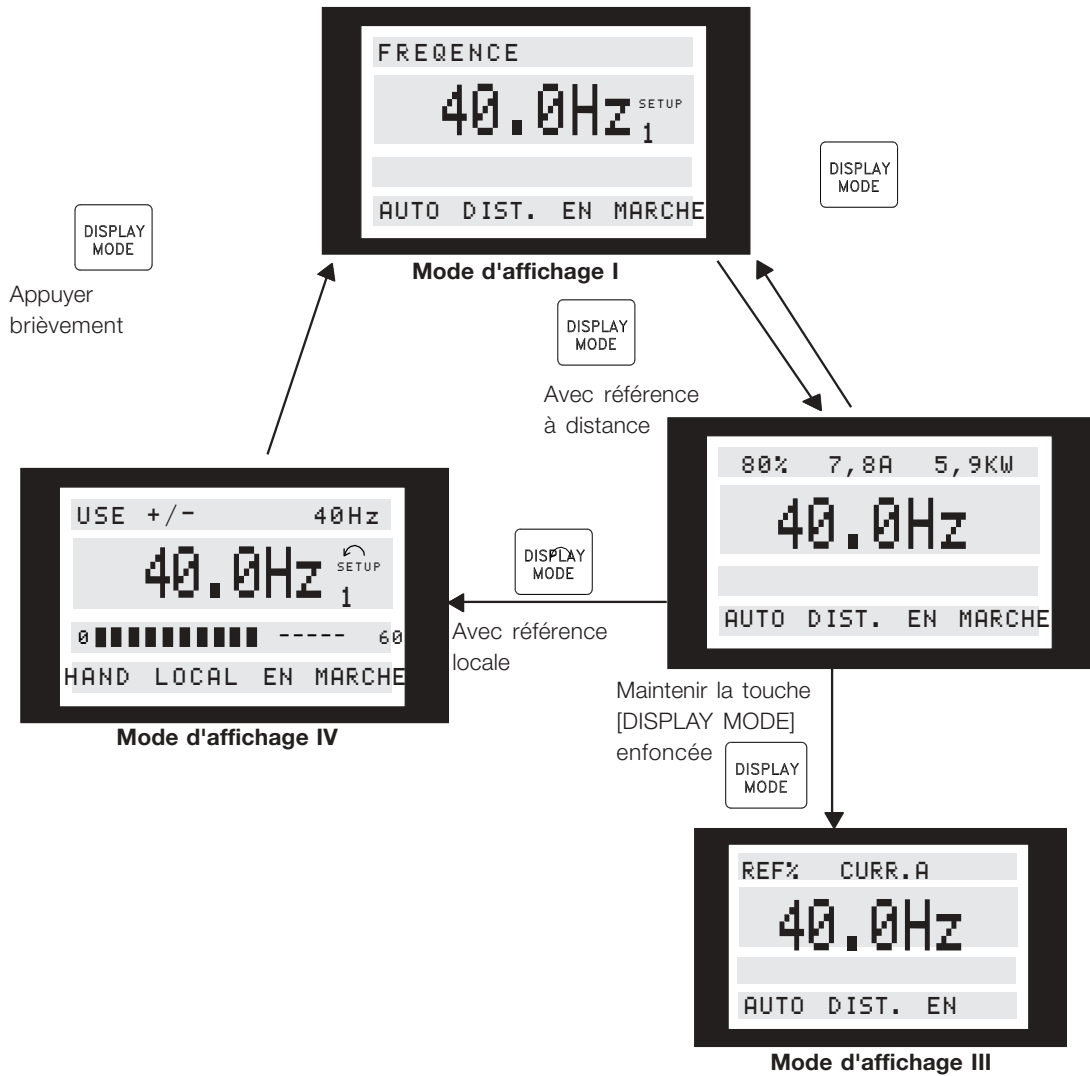 FREQENCE
40.0Hz SETUP
1
AUTO DIST. EN MARCHE
Mode d'affichage I
DISPLAY
MODE
DISPLAY
MODE
Appuyer
brièvement
DISPLAY
MODE
Avec référence
à distance
80% 7,8A 5,9KW
40.0Hz
AUTO DIST. EN MARCHE
USE +/- 40Hz
40.0Hz SETUP
1
0 ----- 60
HAND LOCAL EN MARCHE
Mode d'affichage IV
DISPLAY
MODE
Avec référence
locale
Maintenir la touche
[DISPLAY MODE]
enfoncée
DISPLAY
MODE
REF% CURR.A
40.0Hz
AUTO DIST. EN
Mode d'affichage III